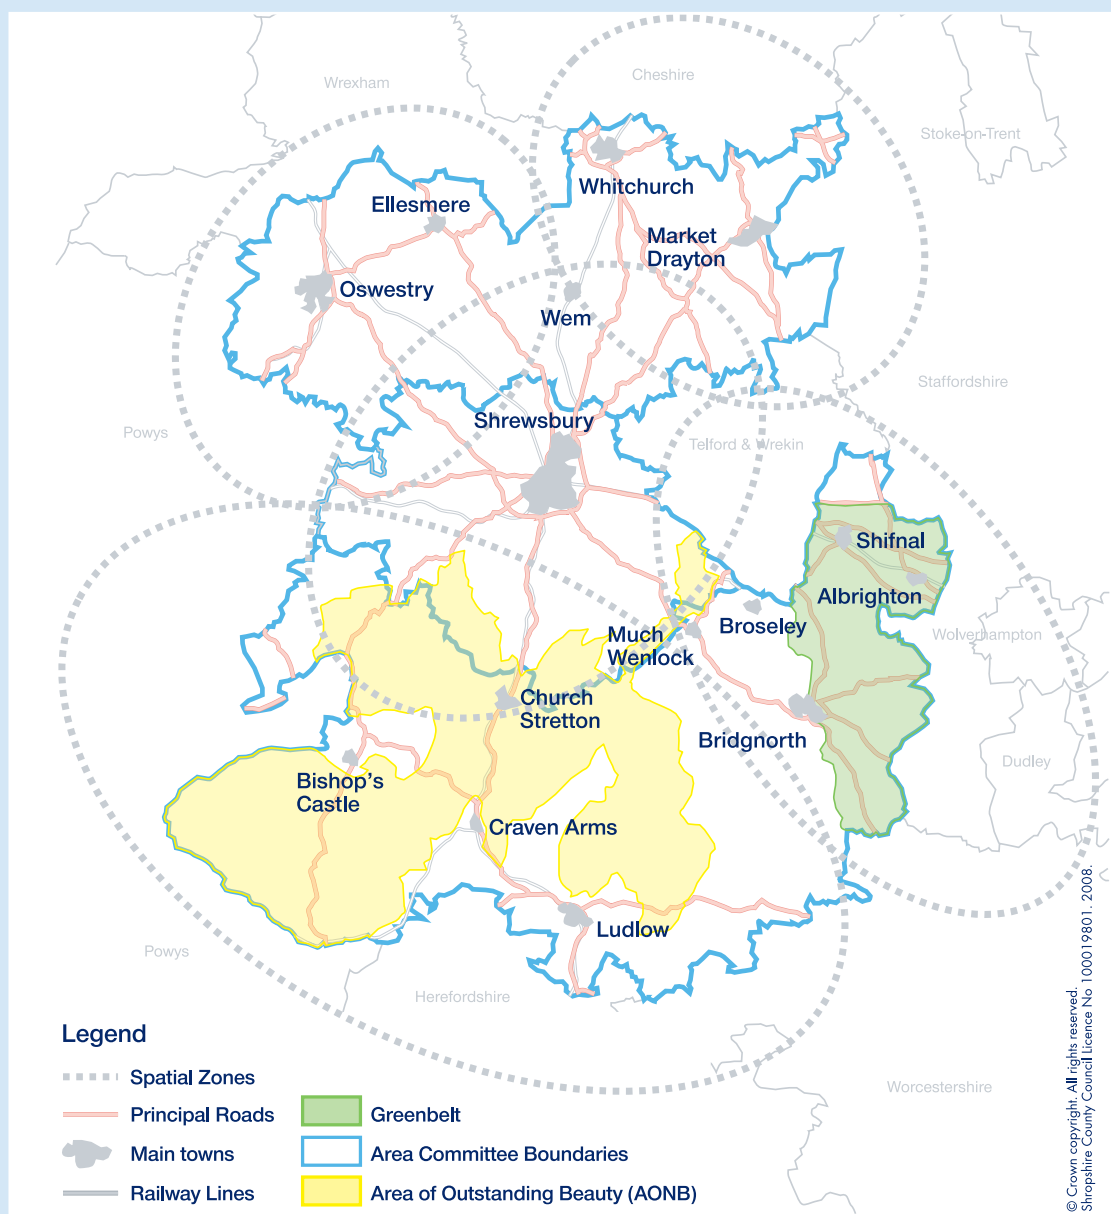 Wrexham
Cheshire
Stoke-on-Trent
Whitchurch
Ellesmere
Market
Drayton
Oswestry
Wem
Staffordshire
Shrewsbury
Powys
Telford & Wrekin
Shifnal
Albrighton
Broseley
Much
Wenlock
Wolverhampton
Church
Stretton
Bridgnorth
Dudley
Bishop's
Castle
Craven Arms
Ludlow
Powys
Herefordshire
Worcestershire
Legend
Spatial Zones
Principal Roads
Main towns
Railway Lines
Greenbelt
Area Committee Boundaries
Area of Outstanding Beauty (AONB)
© Crown copyright. All rights reserved.
Shropshire County Council Licence No 100019801. 2008.